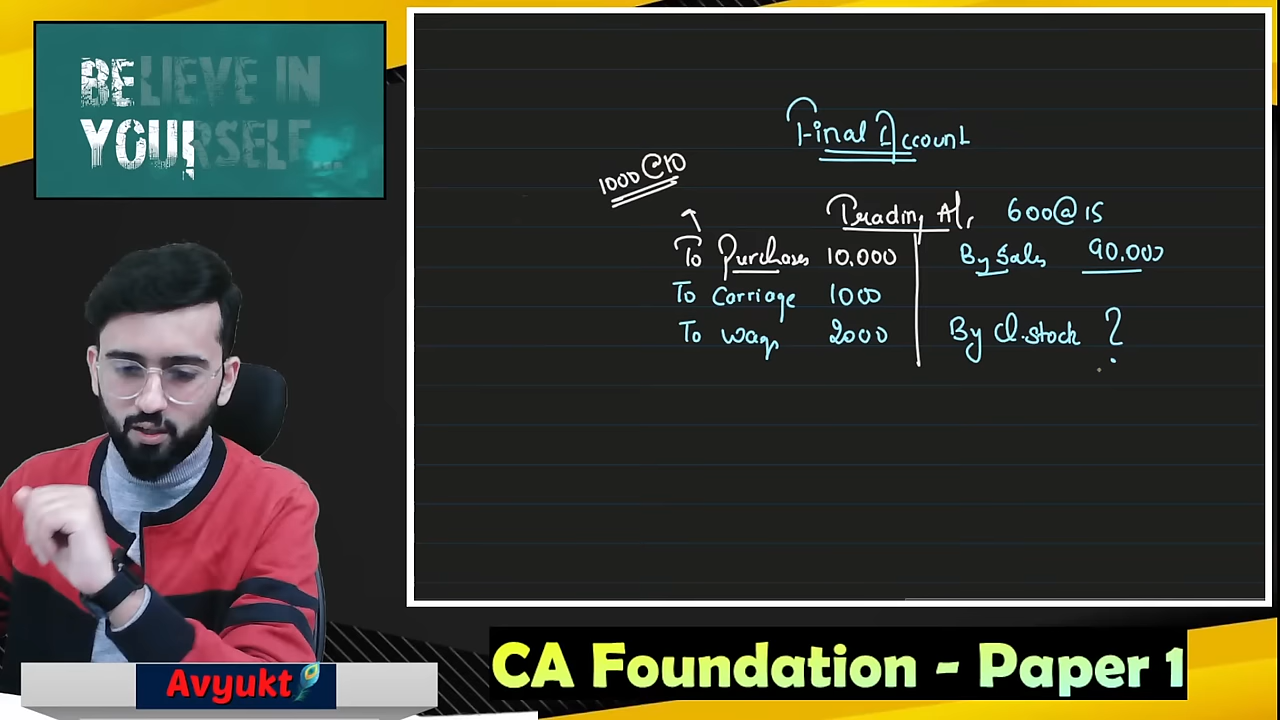 BELIEVE IN
YOURSELF...
Final Account
1000@10
Trading A/c 600@15
To Purchases 10,000 By Sales 90,000
To Carriage 1000
To wages 2000 By Cl.stock ?
Avyukt
CA Foundation - Paper 1